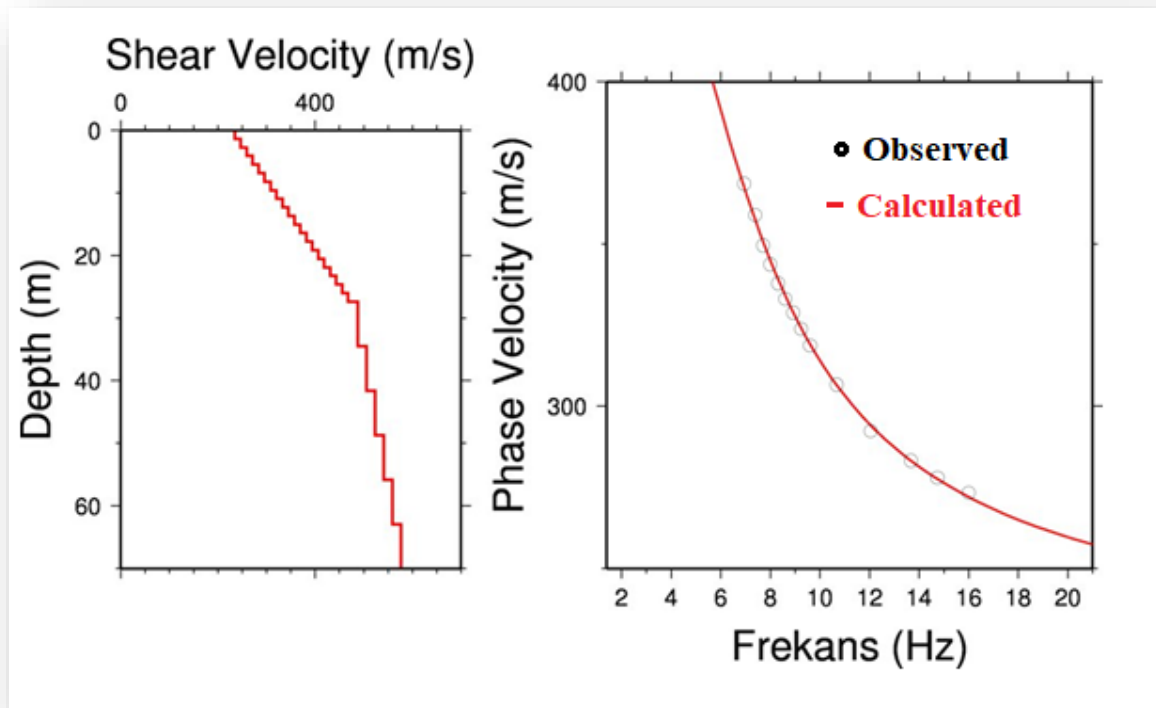 Shear Velocity (m/s)
0 400
0
20
40
60
Depth (m)
400
300
Phase Velocity (m/s)
Observed
Calculated
2 4 6 8 10 12 14 16 18 20
Frekans (Hz)